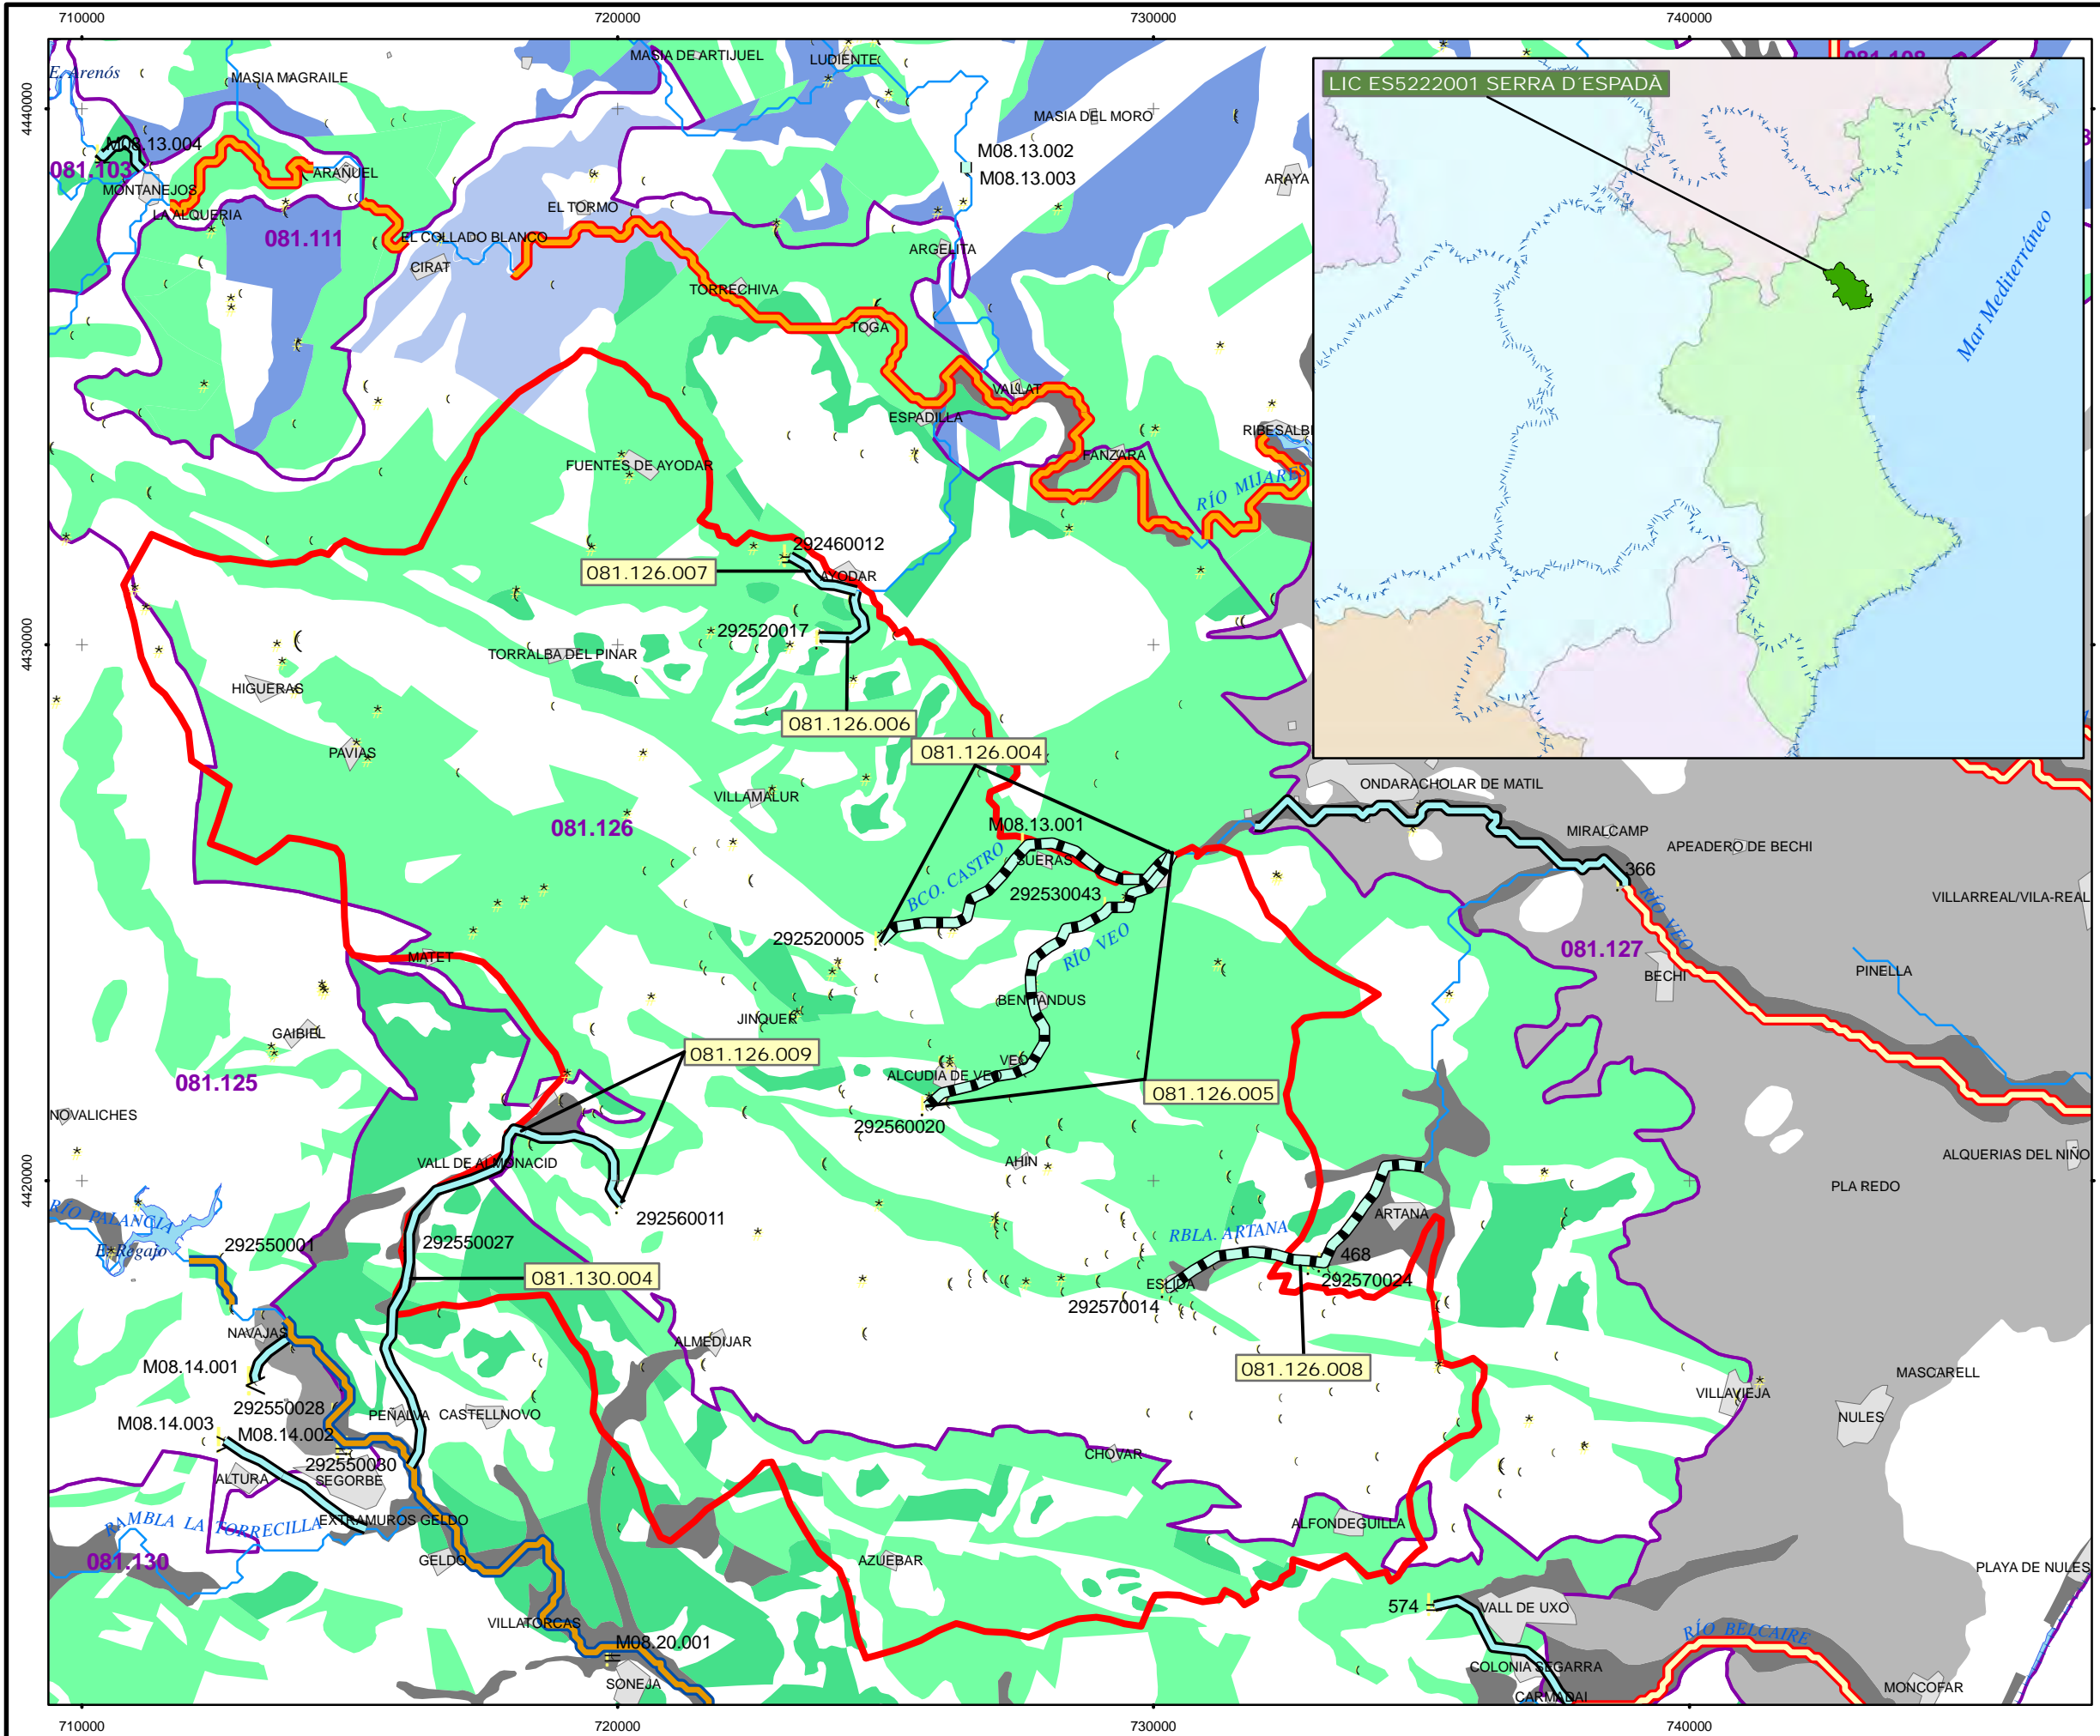 710000
720000
730000
740000
E. Arenós
MASIA MAGRAILE
MASIA DE ARTIJUEL
LUDIENTE
081.108
LIC ES5222001 SERRA D´ESPADÀ
4440000
MASIA DEL MORO
M08.13.004
M08.13.002
081.103
M08.13.003
ARAÑUEL
MONTANEJOS
ARAYA
LA ALQUERIA
EL TORMO
081.111
EL COLLADO BLANCO
ARGELITA
CIRAT
Mar Mediterráneo
TORRECHIVA
TOGA
VALLAT
ESPADILLA
RIBESALB
FANZARA
FUENTES DE AYODAR
RÍO MIJARES
292460012
081.126.007
AYODAR
4430000
292520017
TORRALBA DEL PINAR
HIGUERAS
081.126.006
081.126.004
PAVIAS
ONDARACHOLAR DE MATIL
VILLAMALUR
081.126
M08.13.001
MIRALCAMP
APEADERO DE BECHI
SUERAS
BCO. CASTRO
366
292530043
VILLARREAL/VILA-REAL
RÍO VEO
292520005
RÍO VEO
081.127
MATET
BECHI
PINELLA
BENITANDUS
JINQUER
GAIBIEL
081.126.009
VEO
ALCUDIA DE VEO
081.125
081.126.005
NOVALICHES
292560020
4420000
VALL DE ALMONACID
AHIN
ALQUERIAS DEL NIÑO
PLA REDO
RÍO PALANCIA
292560011
ARTANA
RBLA. ARTANA
292550001
292550027
E. Regajo
468
081.130.004
ESLIDA
292570024
292570014
NAVAJAS
ALMEDIJAR
M08.14.001
081.126.008
MASCARELL
VILLAVIEJA
292550028
PEÑALVA
CASTELLNOVO
NULES
M08.14.003
M08.14.002
CHOVAR
292550030
ALTURA
SEGORBE
RAMBLA LA TORRECILLA
EXTRAMUROS GELDO
ALFONDEGUILLA
081.130
GELDO
AZUEBAR
PLAYA DE NULES
574
VALL DE UXO
VILLATORCAS
RÍO BELCAIRE
M08.20.001
COLONIA SEGARRA
SONEJA
CARMADAI
MONCOFAR
710000
720000
730000
740000